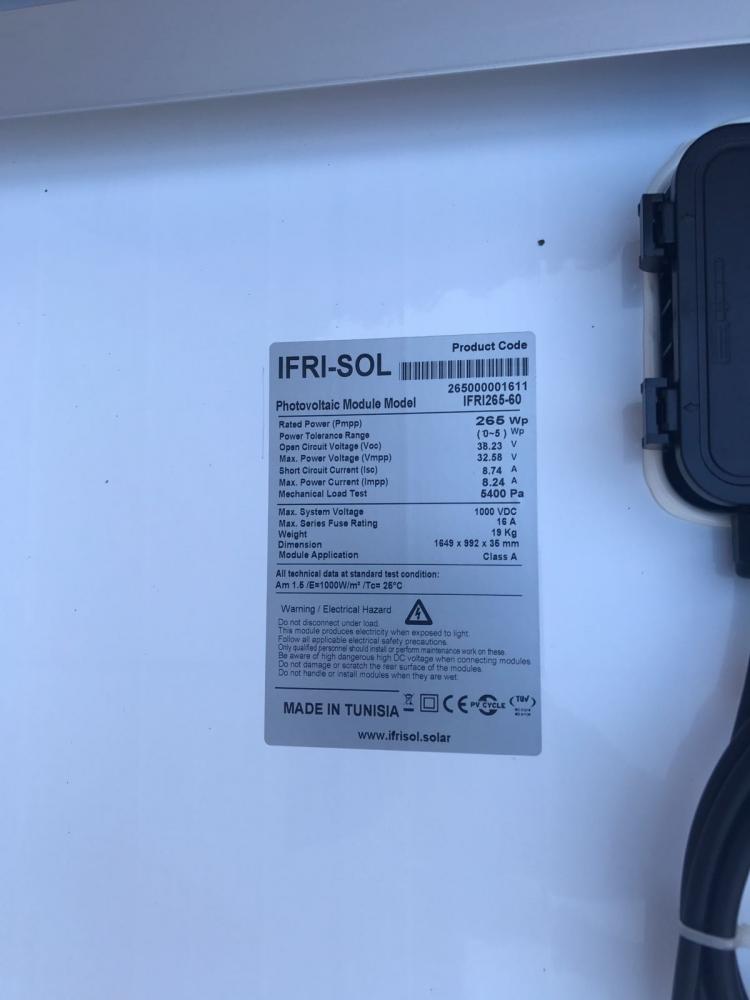 Product Code
IFRI-SOL
265000001611
Photovoltaic Module Model IFRI265-60
Rated Power (Pmpp) 265 Wp
Power Tolerance Range (0~5) Wp
Open Circuit Voltage (Voc) 38.23 V
Max. Power Voltage (Vmpp) 32.58 V
Short Circuit Current (Isc) 8.74 A
Max. Power Current (Impp) 8.24 A
Mechanical Load Test 5400 Pa
Max. System Voltage 1000 VDC
Max. Series Fuse Rating 16 A
Weight 19 Kg
Dimension 1649 x 992 x 35 mm
Module Application Class A
All technical data at standard test condition:
Am 1.5 /E=1000W/m² /Tc= 25°C
Warning / Electrical Hazard
Do not disconnect under load.
This module produces electricity when exposed to light.
Follow all applicable electrical safety precautions.
Only qualified personnel should install or perform maintenance work on these.
Be aware of high dangerous high DC voltage when connecting modules.
Do not damage or scratch the rear surface of the modules.
Do not handle or install modules when they are wet.
MADE IN TUNISIA CE PV CYCLE TÜV
www.ifrisol.solar